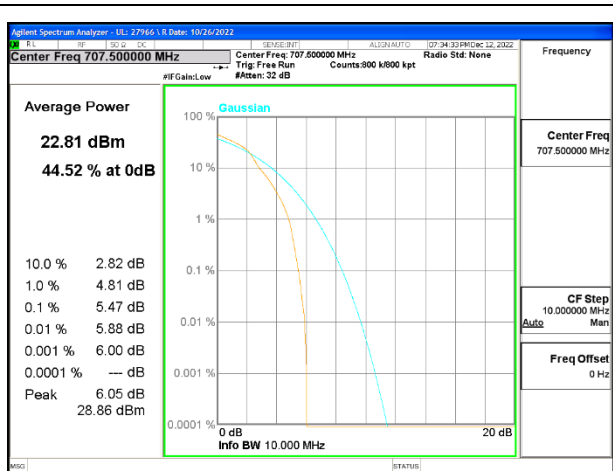 Agilent Spectrum Analyzer - UL: 27966 \ R Date: 10/26/2022
RL RF 50 Ω DC SENSE:INT ALIGN AUTO 07:34:33 PM Dec 12, 2022
Center Freq 707.500000 MHz Center Freq: 707.500000 MHz Radio Std: None
Trig: Free Run Counts:800 k/800 kpt
#IFGain:Low #Atten: 32 dB
Frequency
Average Power
22.81 dBm
44.52 % at 0dB
10.0 % 2.82 dB
1.0 % 4.81 dB
0.1 % 5.47 dB
0.01 % 5.88 dB
0.001 % 6.00 dB
0.0001 % --- dB
Peak 6.05 dB
28.86 dBm
Gaussian
100 %
10 %
1 %
0.1 %
0.01 %
0.001 %
0.0001 %
0 dB 20 dB
Info BW 10.000 MHz
Center Freq
707.500000 MHz
CF Step
10.000000 MHz
Auto Man
Freq Offset
0 Hz
MSG STATUS